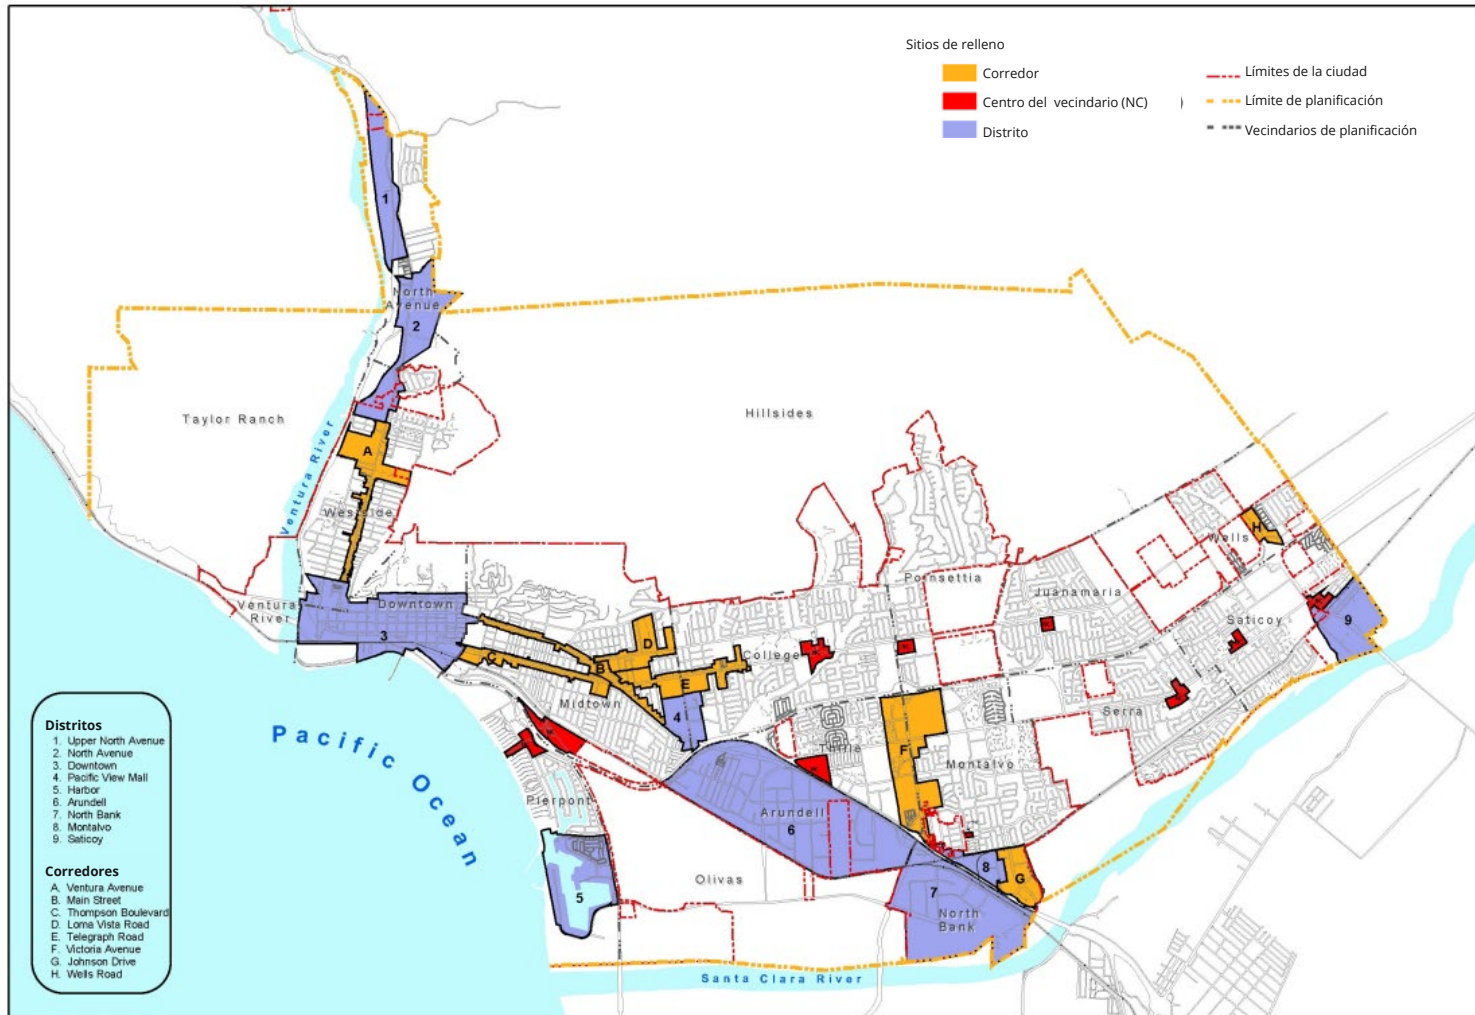 Sitios de relleno
Corredor
Centro del vecindario (NC) )
Distrito
Límites de la ciudad
Límite de planificación
Vecindarios de planificación
1
North
Avenue
2
Taylor Ranch
Hillsides
Ventura River
A
Westside
H
Wells
Poinsettia
Juanamaria
Ventura
River
Downtown
3
Saticoy
9
C
B
D
E
College
Midtown
4
Serra
Thille
F
Montalvo
Pacific Ocean
Pierpont
Arundell
6
Olivas
5
7
8
G
North
Bank
Santa Clara River
Distritos
1. Upper North Avenue
2. North Avenue
3. Downtown
4. Pacific View Mall
5. Harbor
6. Arundell
7. North Bank
8. Montalvo
9. Saticoy
Corredores
A. Ventura Avenue
B. Main Street
C. Thompson Boulevard
D. Loma Vista Road
E. Telegraph Road
F. Victoria Avenue
G. Johnson Drive
H. Wells Road